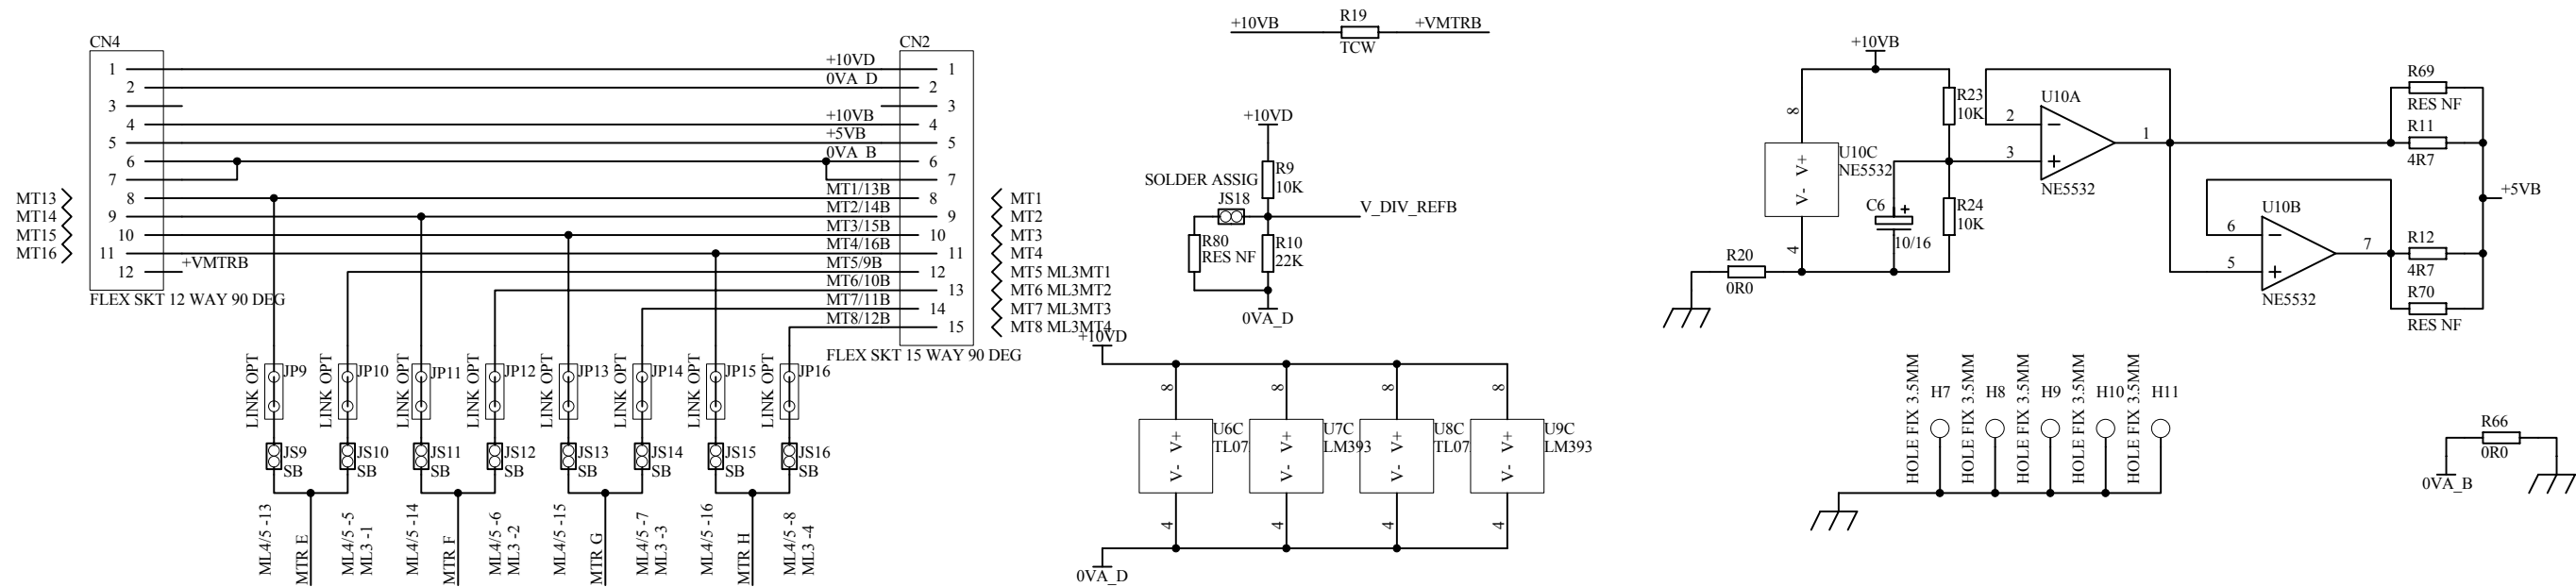 +10VB
R19
+VMTRB
TCW
CN4
CN2
1
+10VD
1
2
0VA_D
2
3
3
4
+10VB
4
5
+5VB
5
6
0VA_B
6
7
7
MT13
8
MT1/13B
8
MT1
MT14
9
MT2/14B
9
MT2
MT15
10
MT3/15B
10
MT3
MT16
11
MT4/16B
11
MT4
12
+VMTRB
MT5/9B
12
MT5 ML3MT1
MT6/10B
13
MT6 ML3MT2
MT7/11B
14
MT7 ML3MT3
MT8/12B
15
MT8 ML3MT4
FLEX SKT 12 WAY 90 DEG
FLEX SKT 15 WAY 90 DEG
LINK OPT
JP9
LINK OPT
JP10
LINK OPT
JP11
LINK OPT
JP12
LINK OPT
JP13
LINK OPT
JP14
LINK OPT
JP15
LINK OPT
JP16
JS9
SB
JS10
SB
JS11
SB
JS12
SB
JS13
SB
JS14
SB
JS15
SB
JS16
SB
ML4/5 -13
MTR E
ML4/5 -5
ML3 -1
ML4/5 -14
MTR F
ML4/5 -6
ML3 -2
ML4/5 -15
MTR G
ML4/5 -7
ML3 -3
ML4/5 -16
MTR H
ML4/5 -8
ML3 -4
+10VD
R9
10K
SOLDER ASSIG
JS18
V_DIV_REFB
R80
RES NF
R10
22K
0VA_D
+10VD
8
8
8
8
U6C
TL07
V- V+
U7C
LM393
V- V+
U8C
TL07
V- V+
U9C
LM393
V- V+
4
4
4
4
0VA_D
+10VB
8
U10C
NE5532
V- V+
4
R23
10K
C6
+
10/16
R24
10K
R20
0R0
U10A
2
3
1
NE5532
U10B
6
5
7
NE5532
R69
RES NF
R11
4R7
+5VB
R12
4R7
R70
RES NF
HOLE FIX 3.5MM
H7
HOLE FIX 3.5MM
H8
HOLE FIX 3.5MM
H9
HOLE FIX 3.5MM
H10
HOLE FIX 3.5MM
H11
R66
0R0
0VA_B